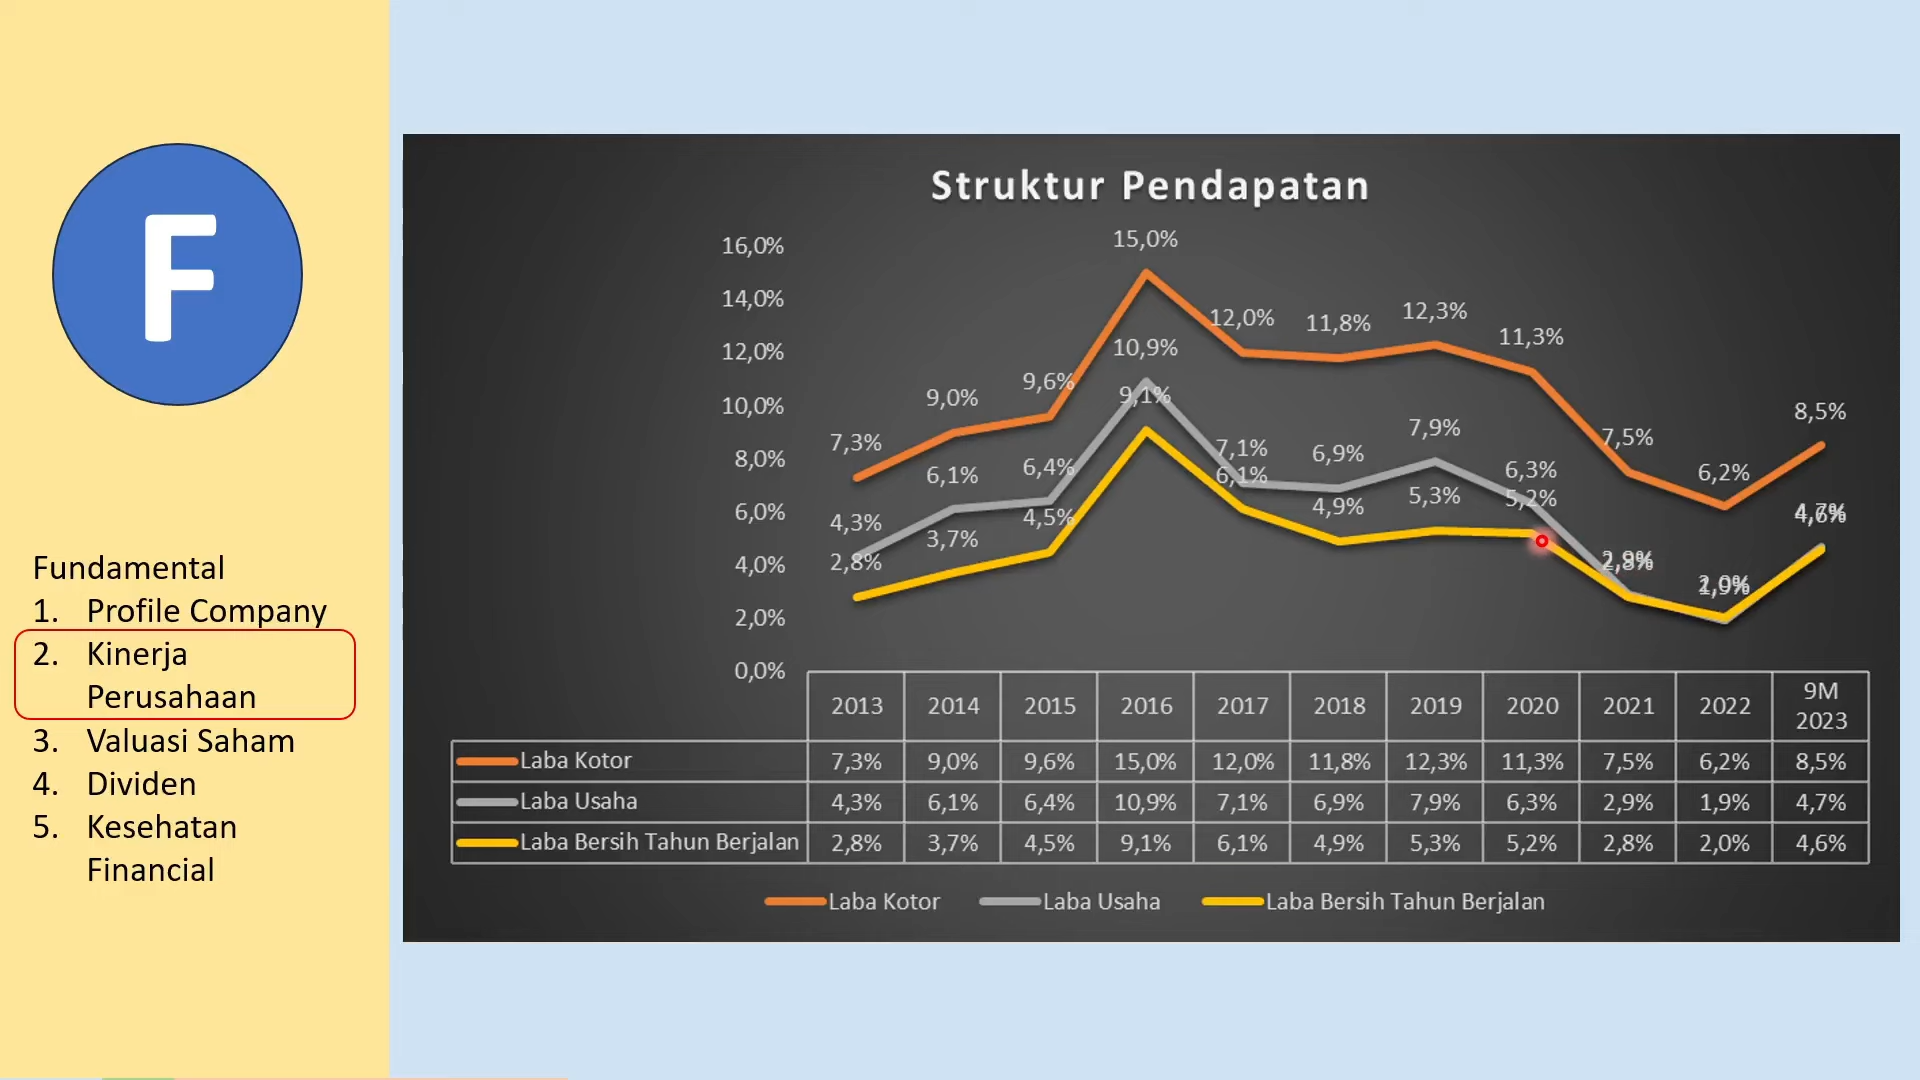 F
Fundamental
1. Profile Company
2. Kinerja
Perusahaan
3. Valuasi Saham
4. Dividen
5. Kesehatan
Financial
Struktur Pendapatan
16,0%
14,0%
12,0%
10,0%
8,0%
6,0%
4,0%
2,0%
0,0%
7,3% 9,0% 9,6% 15,0% 12,0% 11,8% 12,3% 11,3% 7,5% 6,2% 8,5%
4,3% 6,1% 6,4% 10,9% 7,1% 6,9% 7,9% 6,3% 2,9% 1,9% 4,7%
2,8% 3,7% 4,5% 9,1% 6,1% 4,9% 5,3% 5,2% 2,8% 2,0% 4,6%
2013 2014 2015 2016 2017 2018 2019 2020 2021 2022 9M 2023
Laba Kotor 7,3% 9,0% 9,6% 15,0% 12,0% 11,8% 12,3% 11,3% 7,5% 6,2% 8,5%
Laba Usaha 4,3% 6,1% 6,4% 10,9% 7,1% 6,9% 7,9% 6,3% 2,9% 1,9% 4,7%
Laba Bersih Tahun Berjalan 2,8% 3,7% 4,5% 9,1% 6,1% 4,9% 5,3% 5,2% 2,8% 2,0% 4,6%
Laba Kotor Laba Usaha Laba Bersih Tahun Berjalan